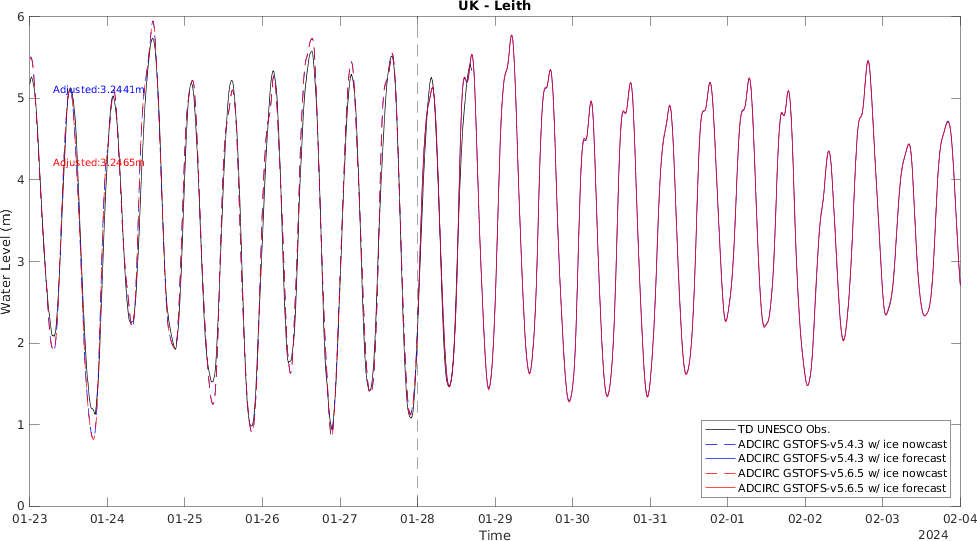 UK - Leith
6
5
4
3
2
1
0
Water Level (m)
Adjusted:3.2441m
Adjusted:3.2465m
TD UNESCO Obs.
ADCIRC GSTOFS-v5.4.3 w/ ice nowcast
ADCIRC GSTOFS-v5.4.3 w/ ice forecast
ADCIRC GSTOFS-v5.6.5 w/ ice nowcast
ADCIRC GSTOFS-v5.6.5 w/ ice forecast
01-23 01-24 01-25 01-26 01-27 01-28 01-29 01-30 01-31 02-01 02-02 02-03 02-04
Time
2024